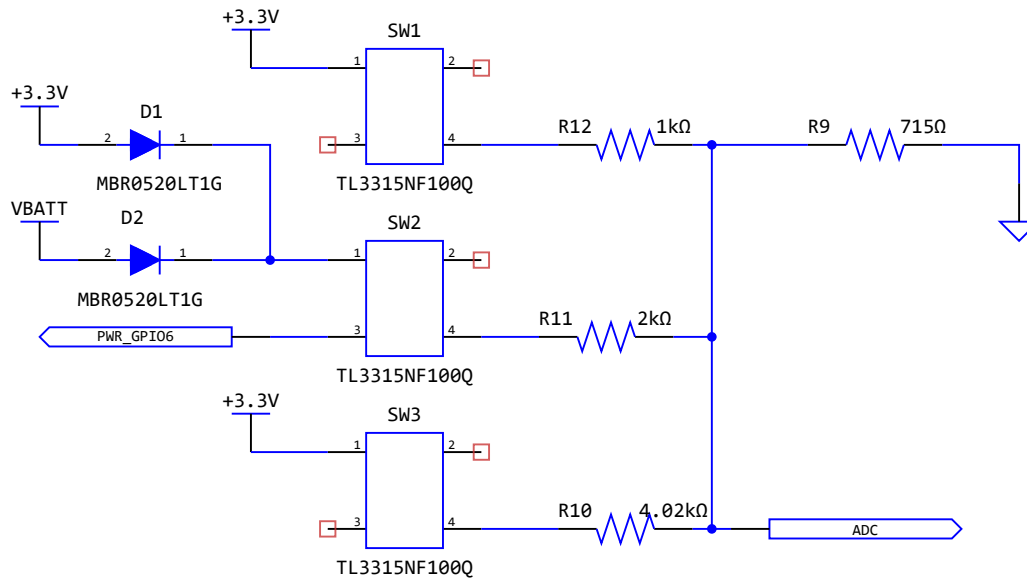 +3.3V
SW1
1
2
3
4
TL3315NF100Q
+3.3V
D1
2
1
MBR0520LT1G
VBATT
D2
2
1
MBR0520LT1G
R12
1kΩ
R9
715Ω
SW2
1
2
3
4
TL3315NF100Q
PWR_GPIO6
R11
2kΩ
+3.3V
SW3
1
2
3
4
TL3315NF100Q
R10
4.02kΩ
ADC